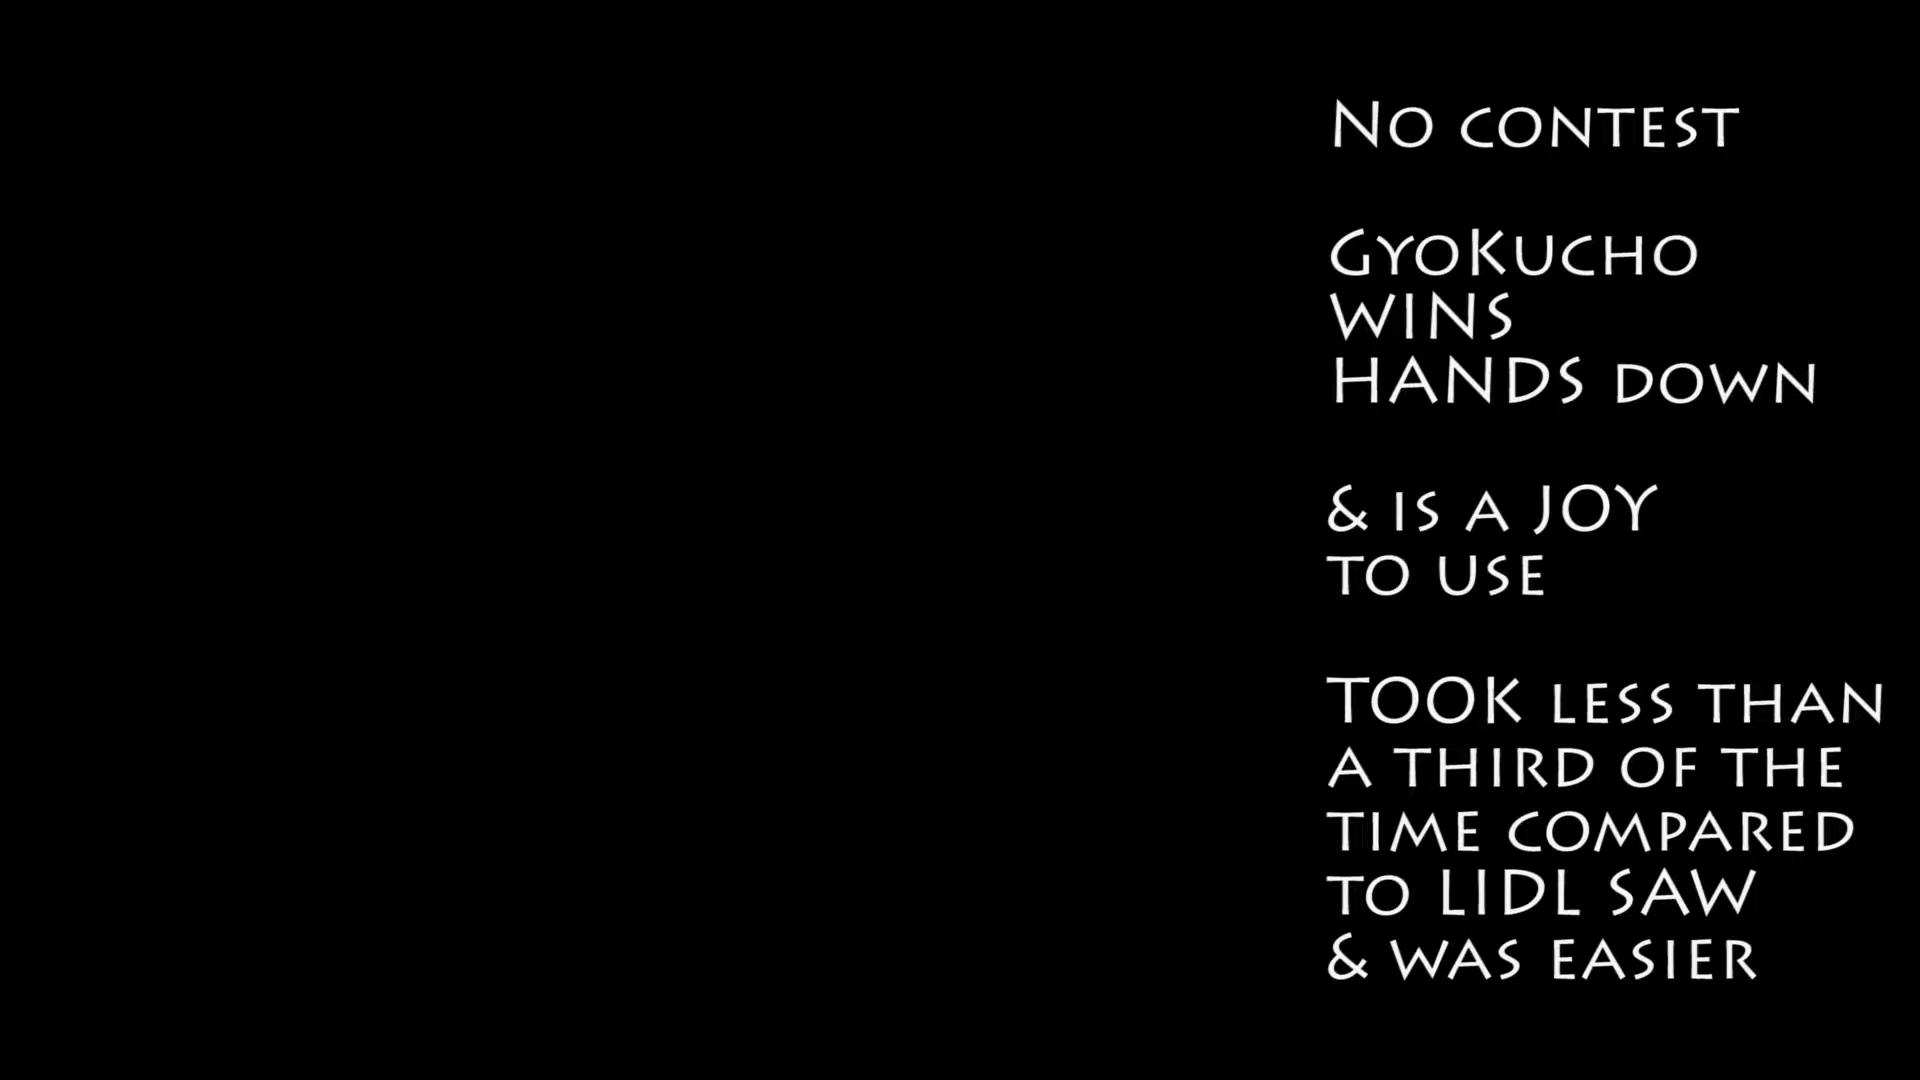 No contest
GyoKucho
wins
HANDS down
& is a JOY
to use
TOOK less than
a third of the
time compared
to LIDL SAW
& was easier